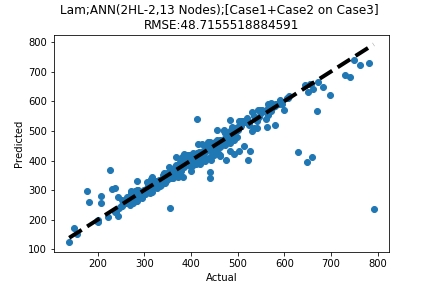 Lam;ANN(2HL-2,13 Nodes);[Case1+Case2 on Case3]
RMSE:48.7155518884591
800
700
600
500
400
300
200
100
Predicted
200 300 400 500 600 700 800
Actual